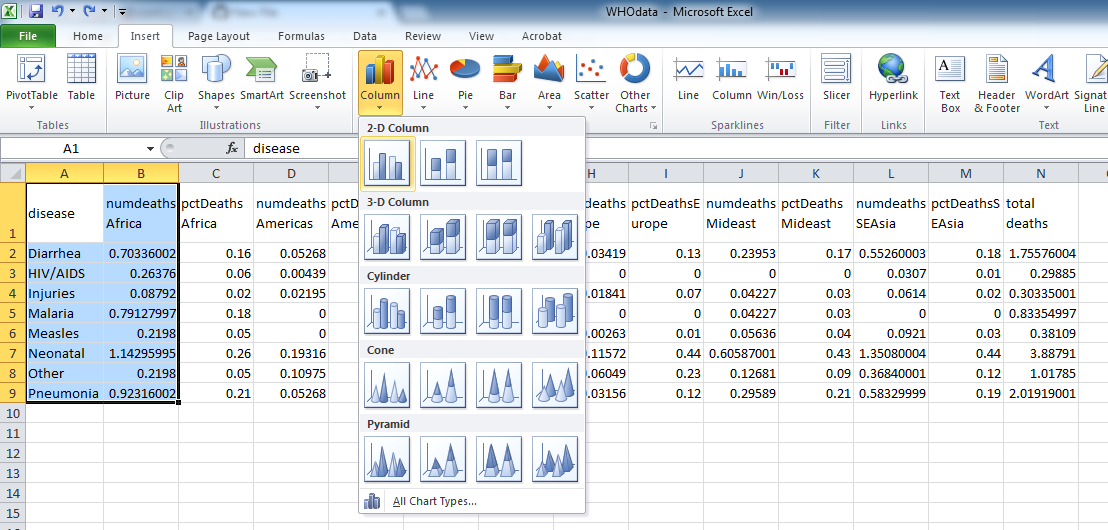 WHOdata - Microsoft Excel
File Home Insert Page Layout Formulas Data Review View Acrobat
PivotTable Table Picture Clip Art Shapes SmartArt Screenshot Column Line Pie Bar Area Scatter Other Charts Line Column Win/Loss Slicer Hyperlink Text Box Header & Footer WordArt Signat Line
Tables Illustrations Sparklines Filter Links Text
A1 fx disease
2-D Column
3-D Column
Cylinder
Cone
Pyramid
All Chart Types...
A B C D H I J K L M N
1 disease numdeaths Africa pctDeaths Africa numdeaths Americas pctD Ame deaths pe pctDeathsE urope numdeaths Mideast pctDeaths Mideast numdeaths SEAsia pctDeathsS EAsia total deaths
2 Diarrhea 0.70336002 0.16 0.05268 .03419 0.13 0.23953 0.17 0.55260003 0.18 1.75576004
3 HIV/AIDS 0.26376 0.06 0.00439 0 0 0 0 0.0307 0.01 0.29885
4 Injuries 0.08792 0.02 0.02195 .01841 0.07 0.04227 0.03 0.0614 0.02 0.30335001
5 Malaria 0.79127997 0.18 0 0 0 0.04227 0.03 0 0 0.83354997
6 Measles 0.2198 0.05 0 .00263 0.01 0.05636 0.04 0.0921 0.03 0.38109
7 Neonatal 1.14295995 0.26 0.19316 .11572 0.44 0.60587001 0.43 1.35080004 0.44 3.88791
8 Other 0.2198 0.05 0.10975 .06049 0.23 0.12681 0.09 0.36840001 0.12 1.01785
9 Pneumonia 0.92316002 0.21 0.05268 .03156 0.12 0.29589 0.21 0.58329999 0.19 2.01919001
10
11
12
13
14
15